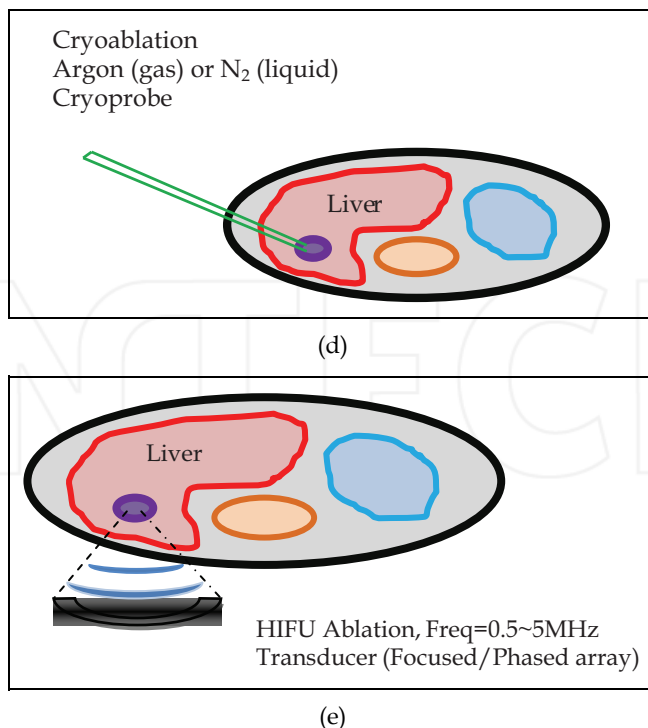 Cryoablation
Argon (gas) or N₂ (liquid)
Cryoprobe
Liver
(d)
Liver
HIFU Ablation, Freq=0.5~5MHz
Transducer (Focused/Phased array)
(e)